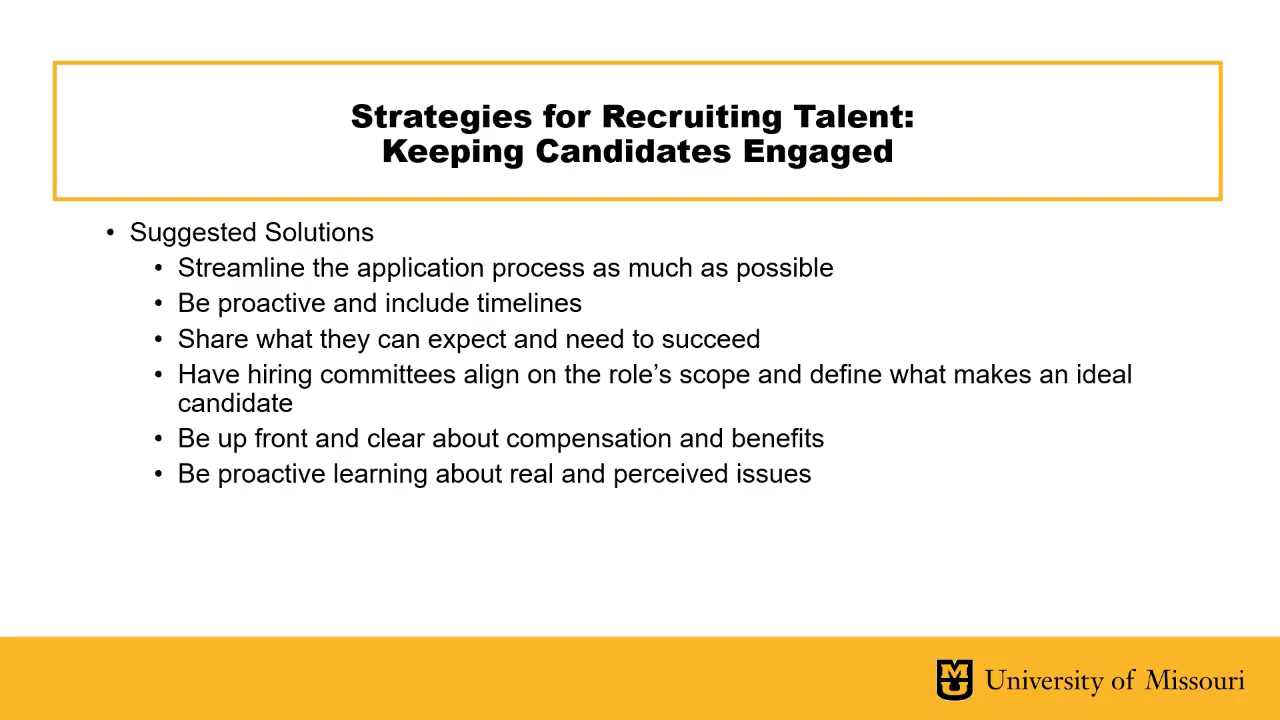 Strategies for Recruiting Talent:
Keeping Candidates Engaged
• Suggested Solutions
• Streamline the application process as much as possible
• Be proactive and include timelines
• Share what they can expect and need to succeed
• Have hiring committees align on the role’s scope and define what makes an ideal
candidate
• Be up front and clear about compensation and benefits
• Be proactive learning about real and perceived issues
MU University of Missouri